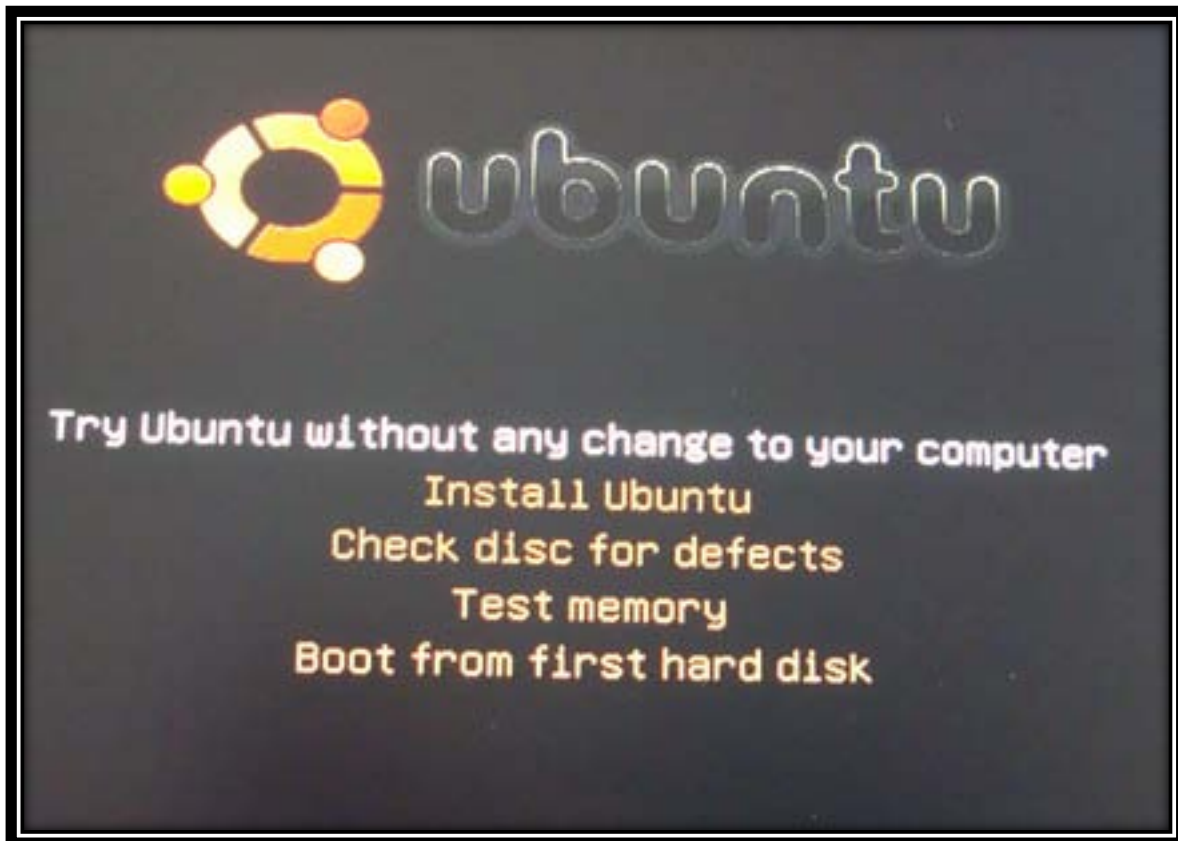 ubuntu
Try Ubuntu without any change to your computer
Install Ubuntu
Check disc for defects
Test memory
Boot from first hard disk